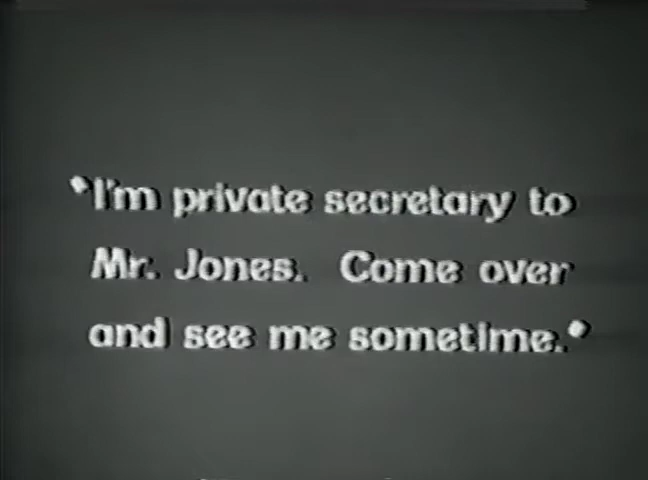 "I'm private secretary to
Mr. Jones. Come over
and see me sometime."